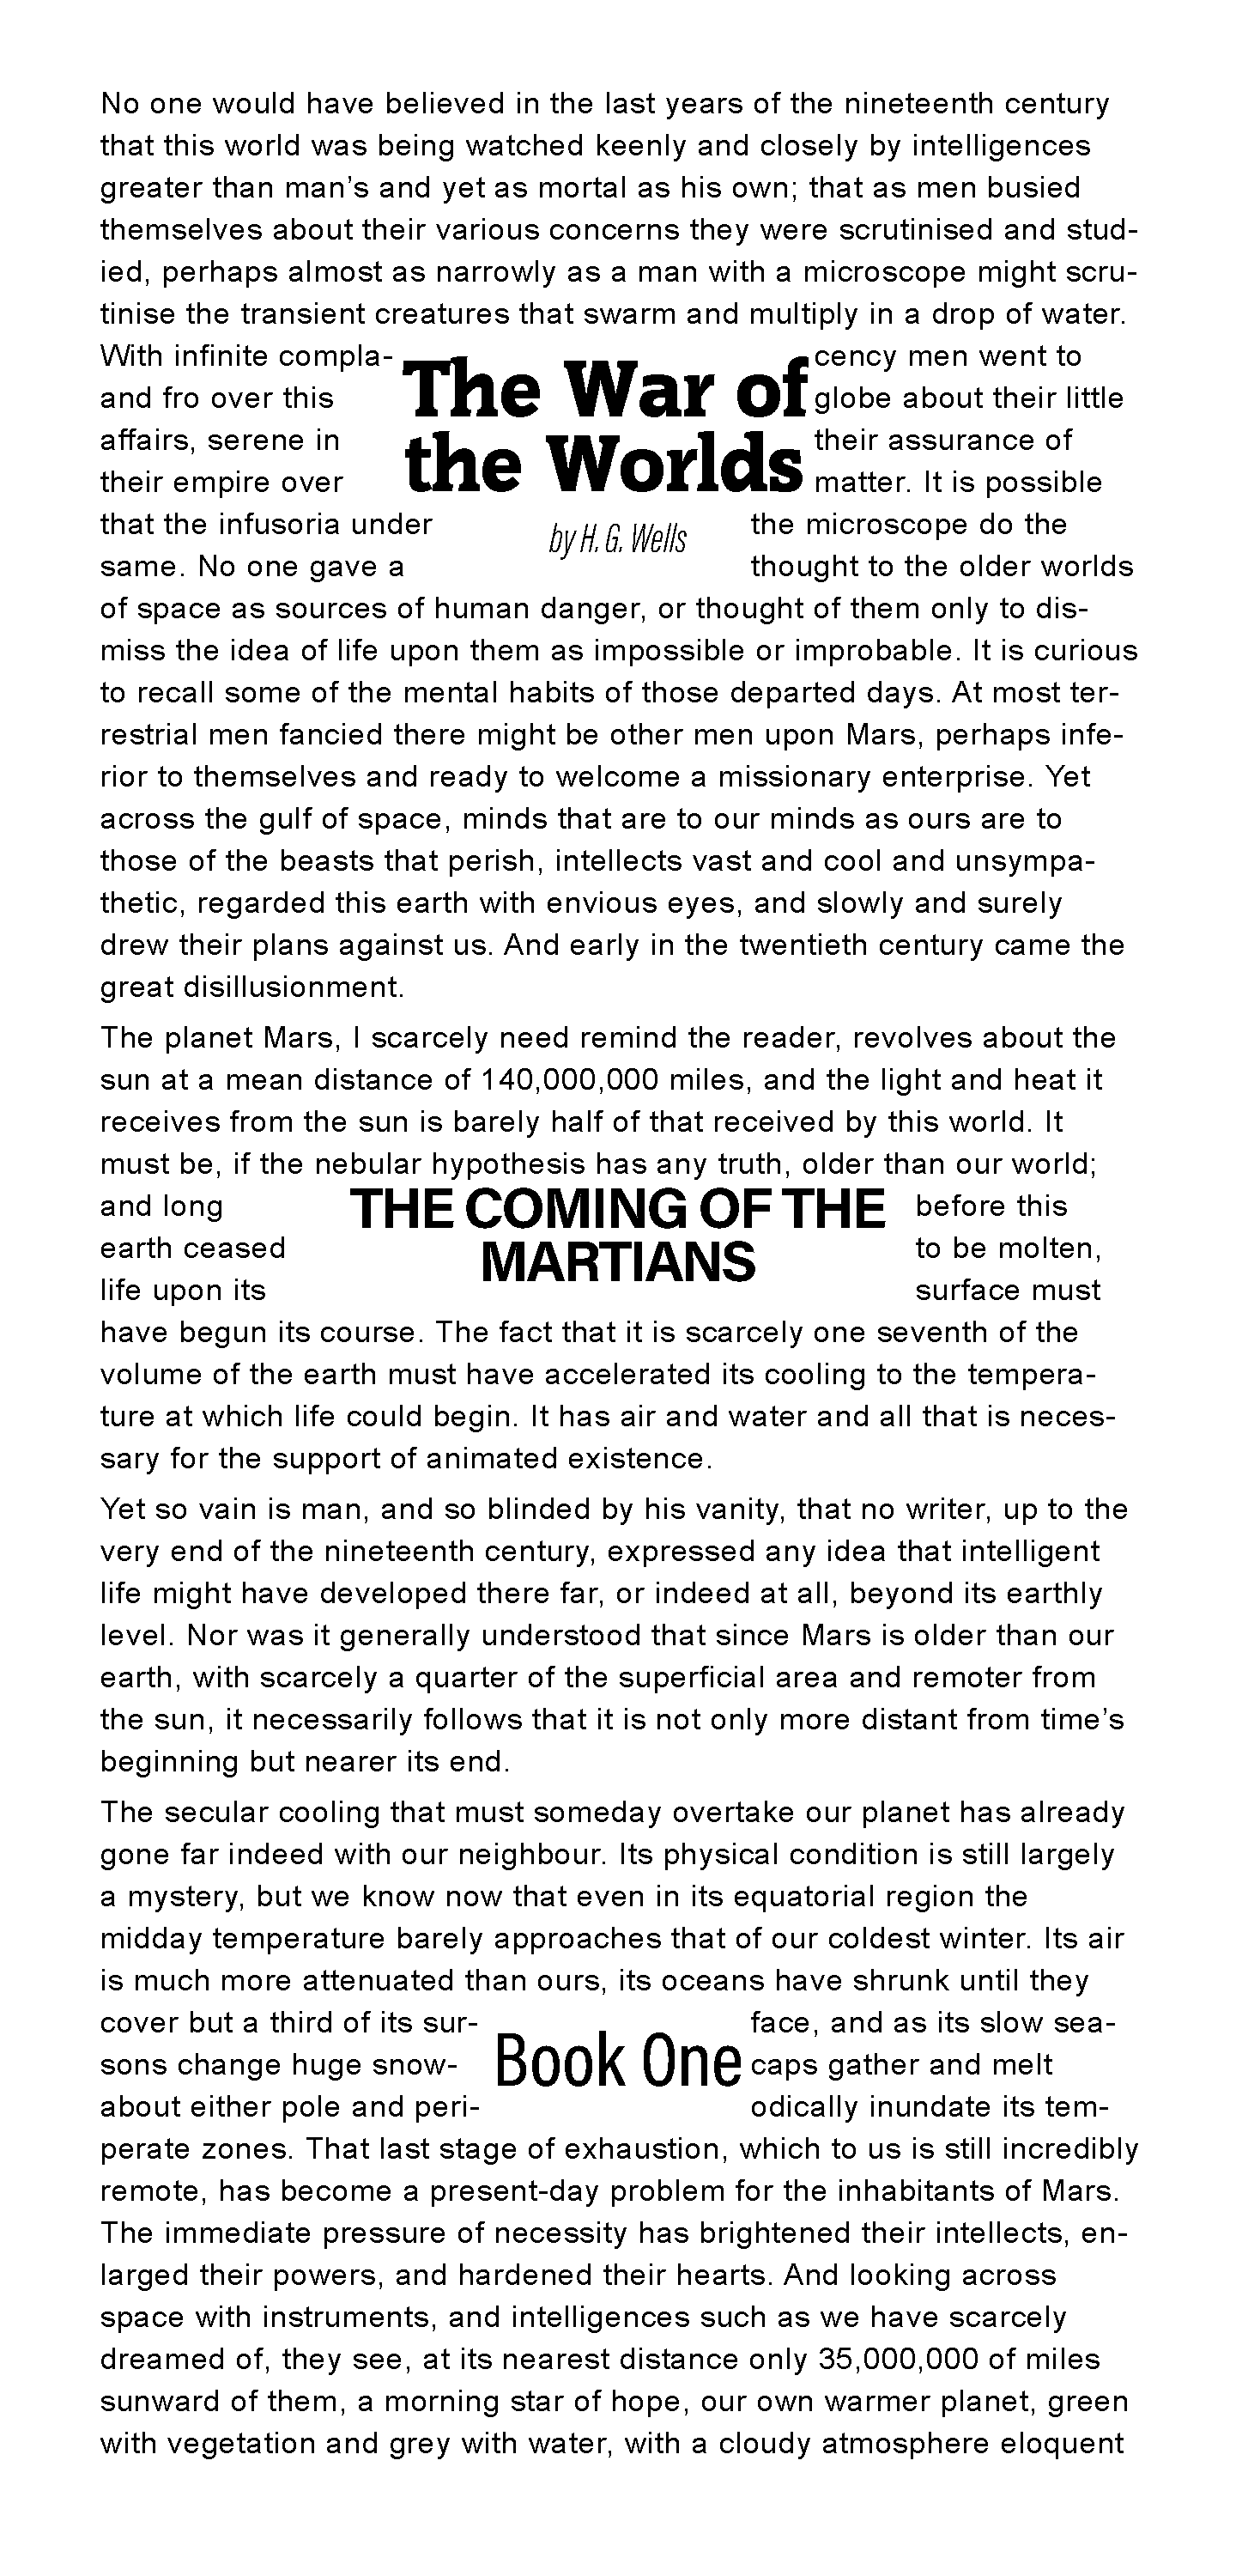 No one would have believed in the last years of the nineteenth century
that this world was being watched keenly and closely by intelligences
greater than man’s and yet as mortal as his own; that as men busied
themselves about their various concerns they were scrutinised and stud-
ied, perhaps almost as narrowly as a man with a microscope might scru-
tinise the transient creatures that swarm and multiply in a drop of water.
With infinite compla- cency men went to
and fro over this globe about their little
affairs, serene in their assurance of
their empire over matter. It is possible
that the infusoria under the microscope do the
same. No one gave a thought to the older worlds
The War of
the Worlds
by H. G. Wells
of space as sources of human danger, or thought of them only to dis-
miss the idea of life upon them as impossible or improbable. It is curious
to recall some of the mental habits of those departed days. At most ter-
restrial men fancied there might be other men upon Mars, perhaps infe-
rior to themselves and ready to welcome a missionary enterprise. Yet
across the gulf of space, minds that are to our minds as ours are to
those of the beasts that perish, intellects vast and cool and unsympa-
thetic, regarded this earth with envious eyes, and slowly and surely
drew their plans against us. And early in the twentieth century came the
great disillusionment.
The planet Mars, I scarcely need remind the reader, revolves about the
sun at a mean distance of 140,000,000 miles, and the light and heat it
receives from the sun is barely half of that received by this world. It
must be, if the nebular hypothesis has any truth, older than our world;
and long before this
earth ceased to be molten,
life upon its surface must
THE COMING OF THE
MARTIANS
have begun its course. The fact that it is scarcely one seventh of the
volume of the earth must have accelerated its cooling to the tempera-
ture at which life could begin. It has air and water and all that is neces-
sary for the support of animated existence.
Yet so vain is man, and so blinded by his vanity, that no writer, up to the
very end of the nineteenth century, expressed any idea that intelligent
life might have developed there far, or indeed at all, beyond its earthly
level. Nor was it generally understood that since Mars is older than our
earth, with scarcely a quarter of the superficial area and remoter from
the sun, it necessarily follows that it is not only more distant from time’s
beginning but nearer its end.
The secular cooling that must someday overtake our planet has already
gone far indeed with our neighbour. Its physical condition is still largely
a mystery, but we know now that even in its equatorial region the
midday temperature barely approaches that of our coldest winter. Its air
is much more attenuated than ours, its oceans have shrunk until they
cover but a third of its sur- face, and as its slow sea-
sons change huge snow- caps gather and melt
about either pole and peri- odically inundate its tem-
Book One
perate zones. That last stage of exhaustion, which to us is still incredibly
remote, has become a present-day problem for the inhabitants of Mars.
The immediate pressure of necessity has brightened their intellects, en-
larged their powers, and hardened their hearts. And looking across
space with instruments, and intelligences such as we have scarcely
dreamed of, they see, at its nearest distance only 35,000,000 of miles
sunward of them, a morning star of hope, our own warmer planet, green
with vegetation and grey with water, with a cloudy atmosphere eloquent